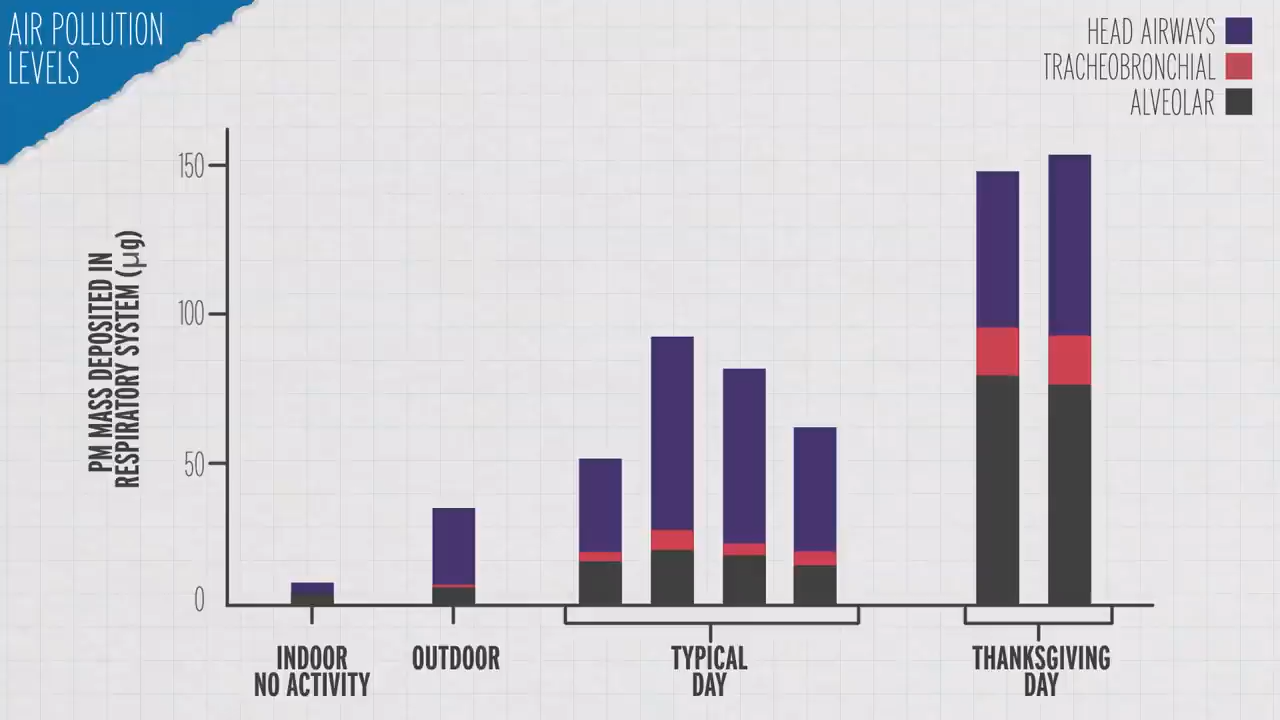 AIR POLLUTION
LEVELS
HEAD AIRWAYS
TRACHEOBRONCHIAL
ALVEOLAR
PM MASS DEPOSITED IN
RESPIRATORY SYSTEM (µg)
150
100
50
0
INDOOR
NO ACTIVITY
OUTDOOR
TYPICAL
DAY
THANKSGIVING
DAY